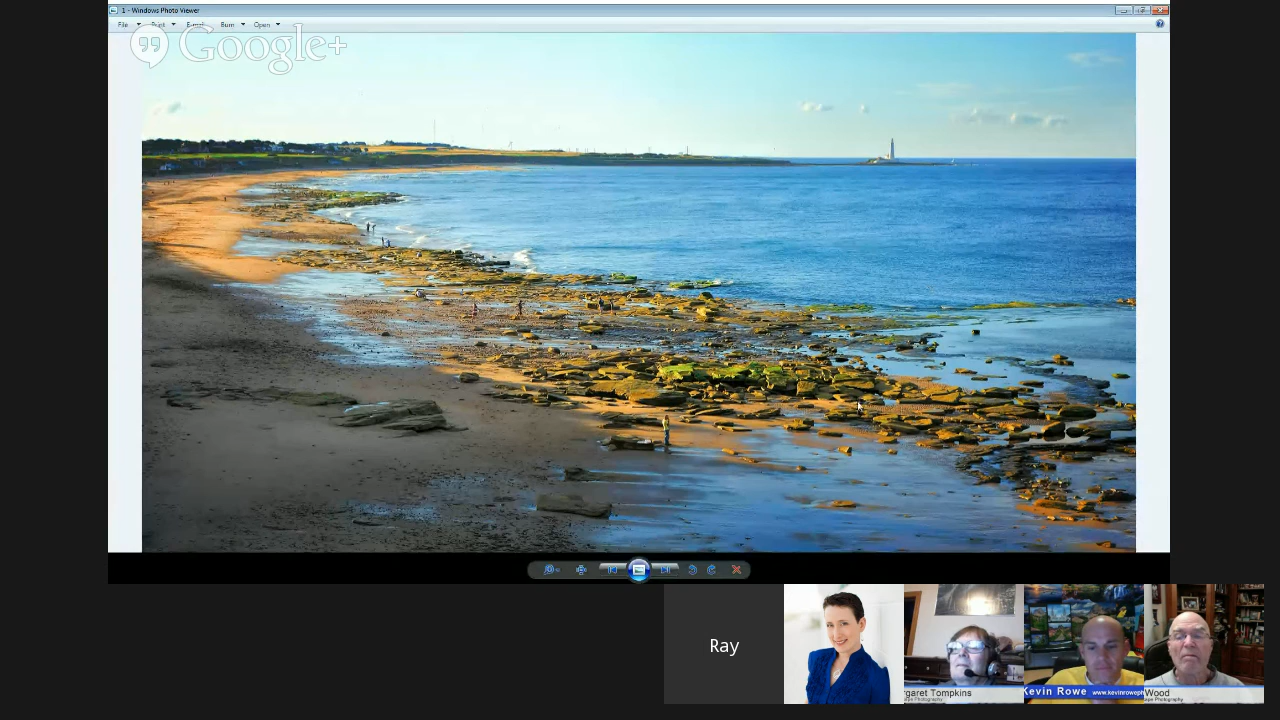 1 - Windows Photo Viewer
File Print E-mail Burn Open
Google+
Ray
rgaret Tompkins
Kevin Rowe
Wood